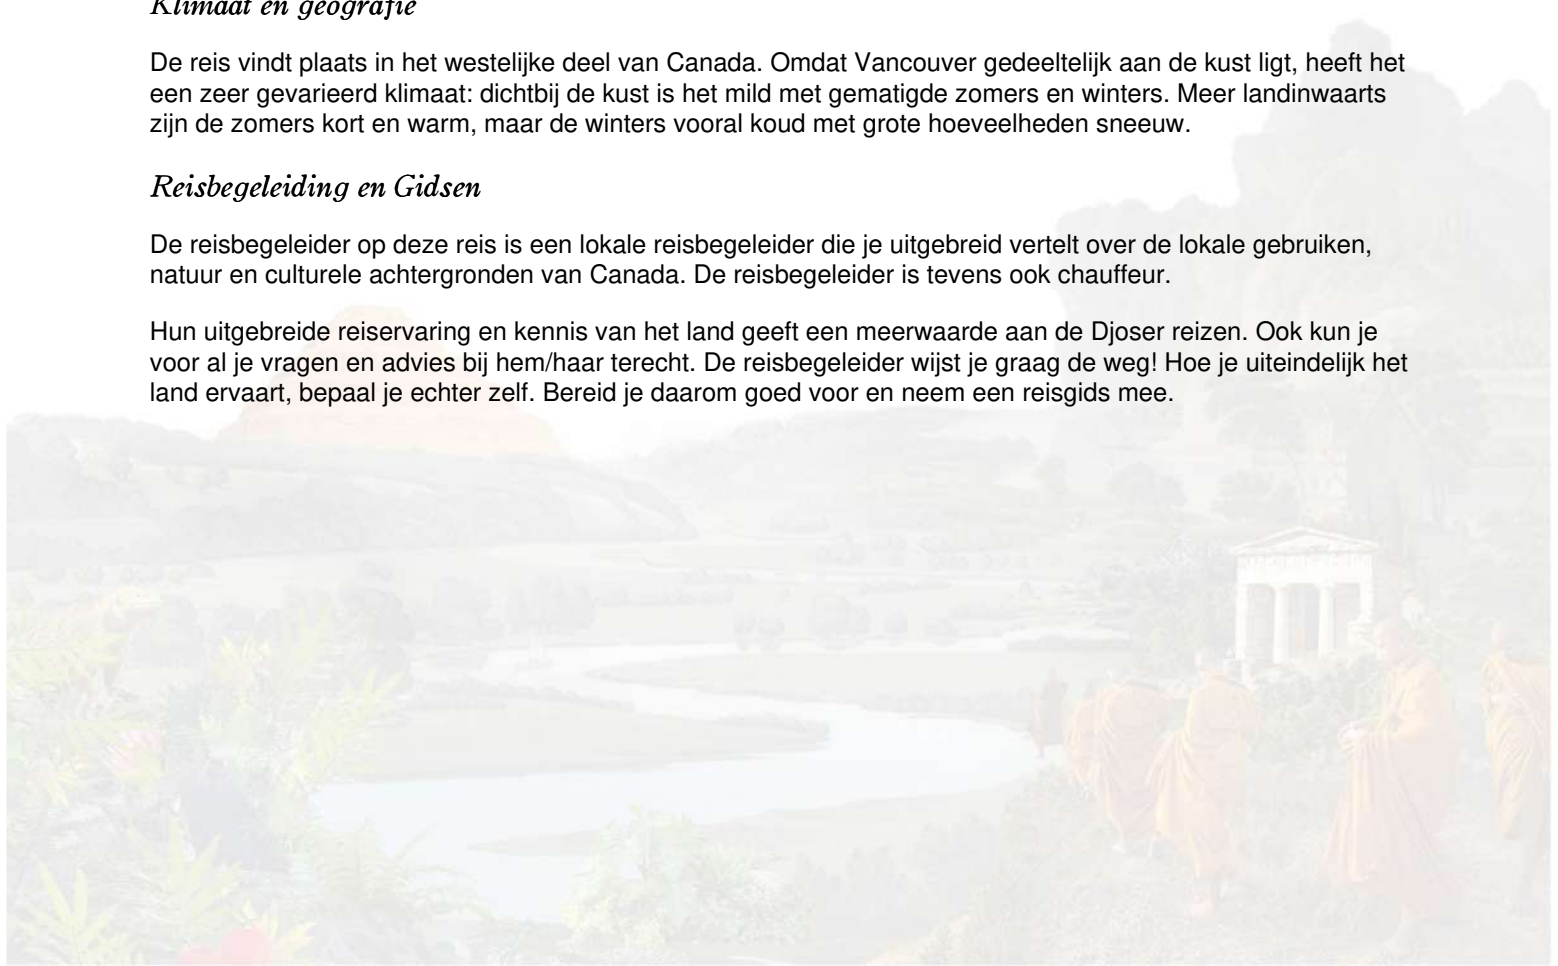 Klimaat en geografie
De reis vindt plaats in het westelijke deel van Canada. Omdat Vancouver gedeeltelijk aan de kust ligt, heeft het
een zeer gevarieerd klimaat: dichtbij de kust is het mild met gematigde zomers en winters. Meer landinwaarts
zijn de zomers kort en warm, maar de winters vooral koud met grote hoeveelheden sneeuw.
Reisbegeleiding en Gidsen
De reisbegeleider op deze reis is een lokale reisbegeleider die je uitgebreid vertelt over de lokale gebruiken,
natuur en culturele achtergronden van Canada. De reisbegeleider is tevens ook chauffeur.
Hun uitgebreide reiservaring en kennis van het land geeft een meerwaarde aan de Djoser reizen. Ook kun je
voor al je vragen en advies bij hem/haar terecht. De reisbegeleider wijst je graag de weg! Hoe je uiteindelijk het
land ervaart, bepaal je echter zelf. Bereid je daarom goed voor en neem een reisgids mee.